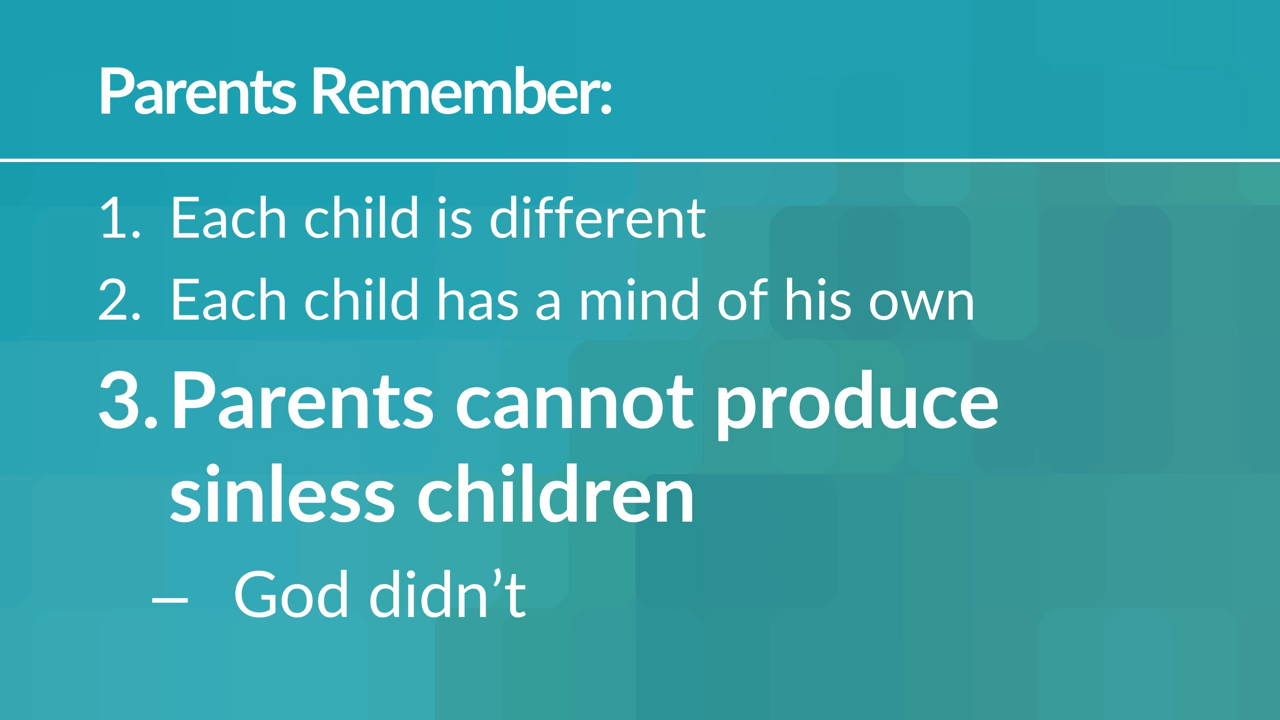 Parents Remember:
1. Each child is different
2. Each child has a mind of his own
3. Parents cannot produce
sinless children
– God didn’t